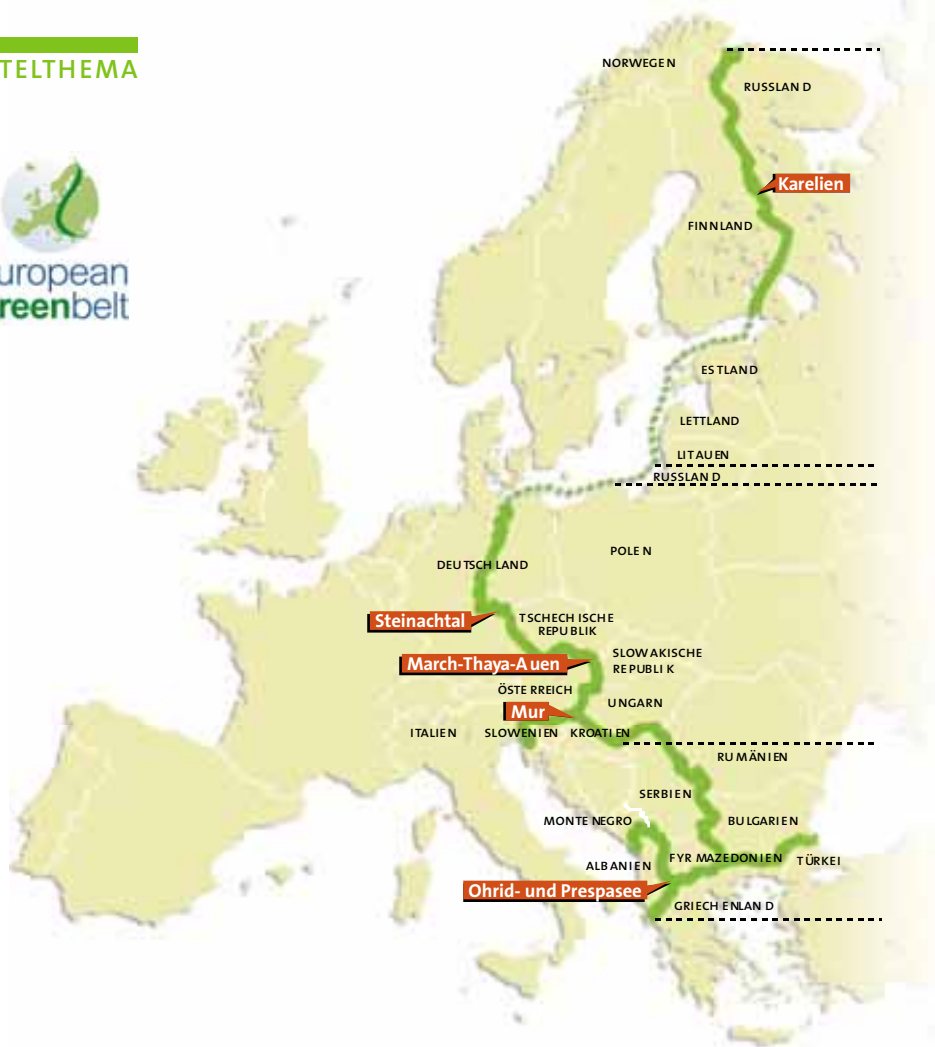 TELTHEMA
uropean
reenbelt
NORWEGEN
RUSSLAND
Karelien
FINNLAND
ESTLAND
LETTLAND
LITAUEN
RUSSLAND
POLEN
DEUTSCHLAND
Steinachtal
TSCHECHISCHE
REPUBLIK
March-Thaya-Auen
SLOWAKISCHE
REPUBLIK
ÖSTERREICH
UNGARN
Mur
ITALIEN
SLOWENIEN
KROATIEN
RUMÄNIEN
SERBIEN
MONTENEGRO
BULGARIEN
ALBANIEN
FYR MAZEDONIEN
TÜRKEI
Ohrid- und Prespasee
GRIECHENLAND